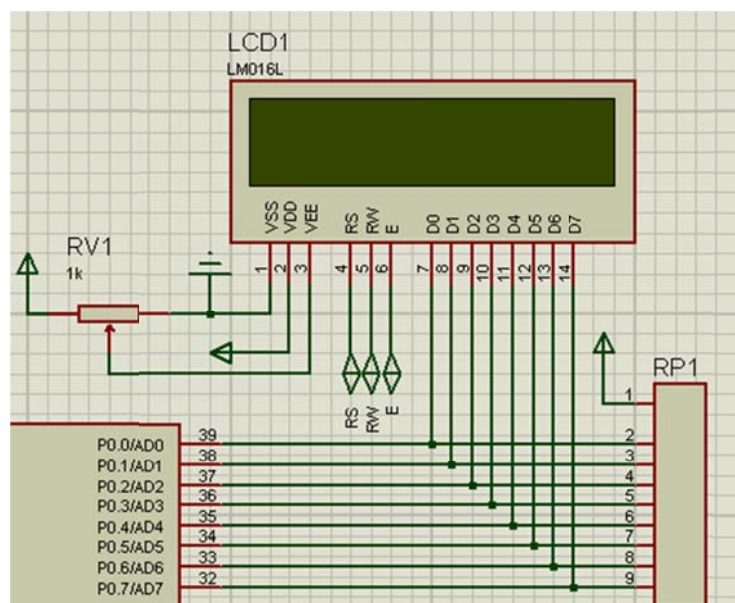 LCD1
LM016L
VSS
VDD
VEE
RS
RW
E
D0
D1
D2
D3
D4
D5
D6
D7
1
2
3
4
5
6
7
8
9
10
11
12
13
14
RV1
1k
RS
RW
E
RP1
1
P0.0/AD0 39 2
P0.1/AD1 38 3
P0.2/AD2 37 4
P0.3/AD3 36 5
P0.4/AD4 35 6
P0.5/AD5 34 7
P0.6/AD6 33 8
P0.7/AD7 32 9